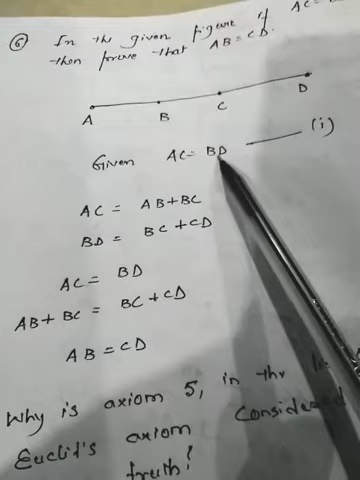 ⑥ In the given figure if AC =
then prove that AB = CD.
A B C D
Given AC = BD —— (i)
AC = AB + BC
BD = BC + CD
AC = BD
AB + BC = BC + CD
AB = CD
Why is axiom 5, in the
Euclid's axiom considered
truth?